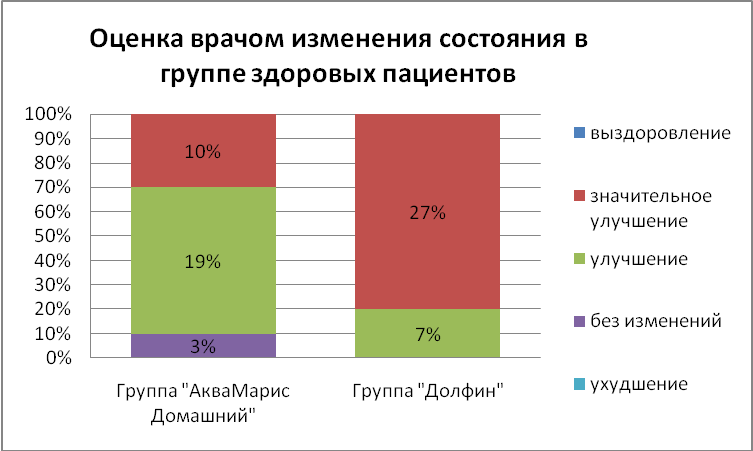 Оценка врачом изменения состояния в
группе здоровых пациентов
100%
90%
80%
70%
60%
50%
40%
30%
20%
10%
0%
10%
19%
3%
27%
7%
Группа "АкваМарис
Домашний"
Группа "Долфин"
выздоровление
значительное
улучшение
улучшение
без изменений
ухудшение